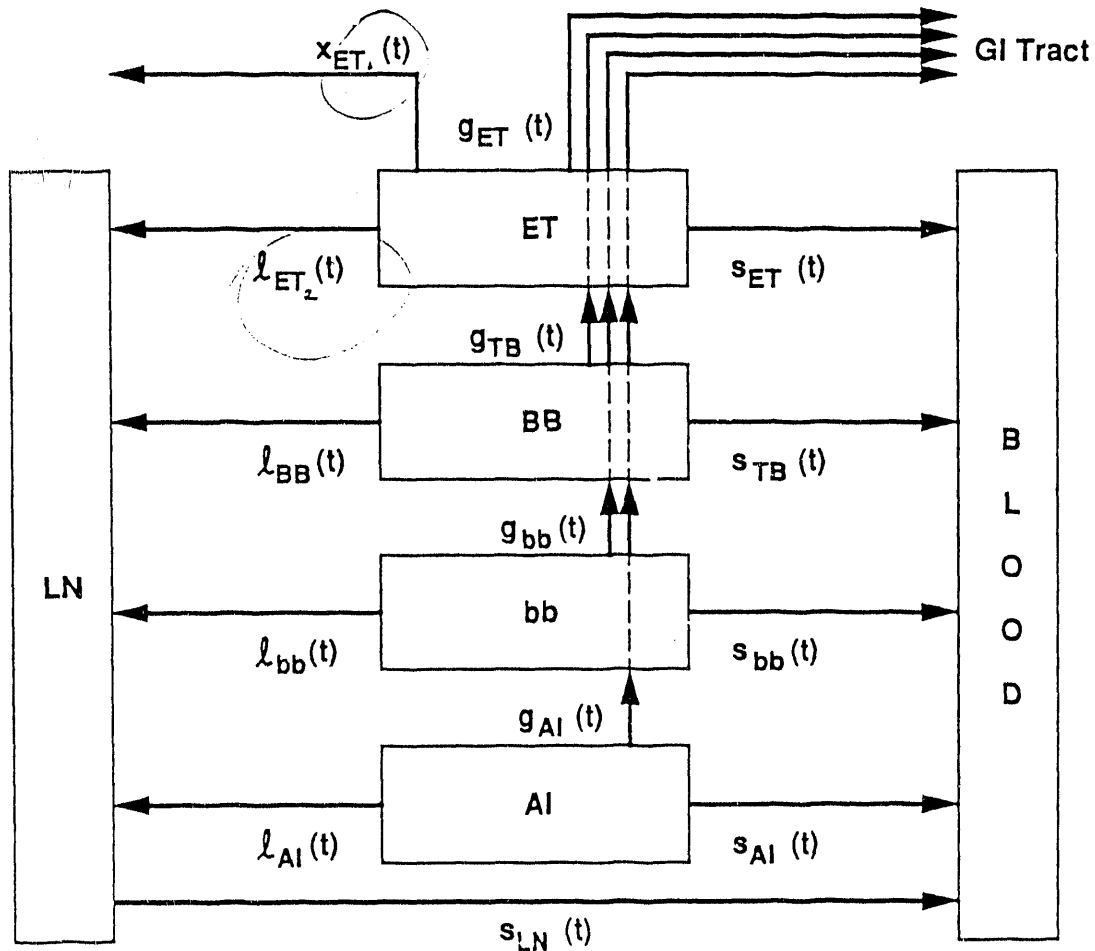 x_ET₁ (t)
GI Tract
g_ET (t)
ET
ℓ_ET₂ (t)
s_ET (t)
g_TB (t)
BB
ℓ_BB (t)
s_TB (t)
g_bb (t)
LN
bb
ℓ_bb (t)
s_bb (t)
BLOOD
g_AI (t)
AI
ℓ_AI (t)
s_AI (t)
s_LN (t)